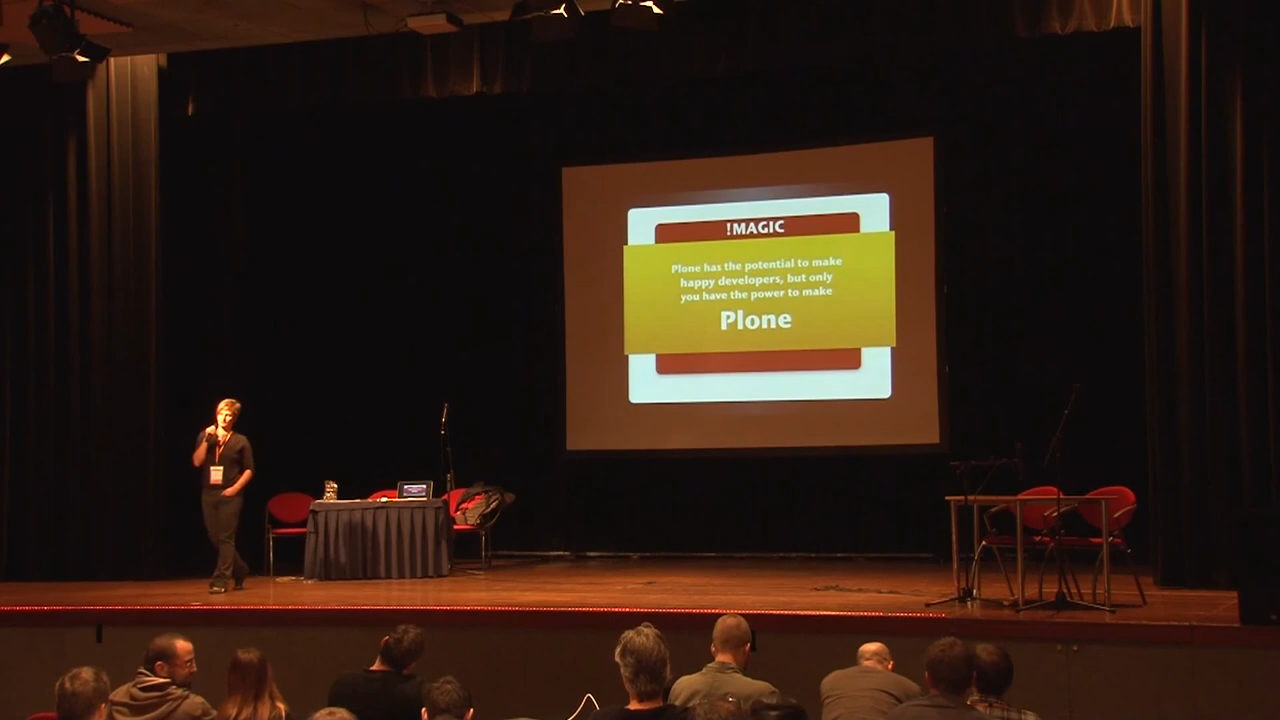 !MAGIC
Plone has the potential to make
happy developers, but only
you have the power to make
Plone